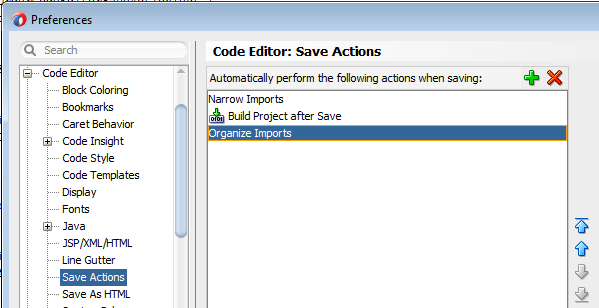 Preferences
Search
Code Editor
Block Coloring
Bookmarks
Caret Behavior
Code Insight
Code Style
Code Templates
Display
Fonts
Java
JSP/XML/HTML
Line Gutter
Save Actions
Save As HTML
Code Editor: Save Actions
Automatically perform the following actions when saving:
Narrow Imports
Build Project after Save
Organize Imports